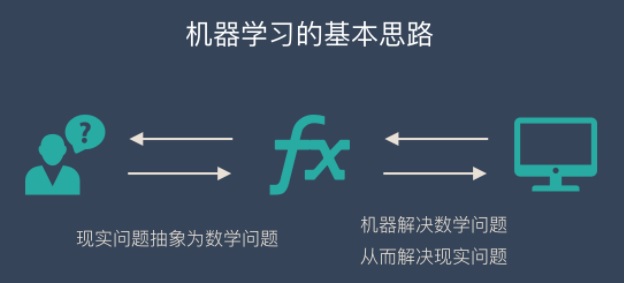 机器学习的基本思路
?
fx
现实问题抽象为数学问题
机器解决数学问题
从而解决现实问题